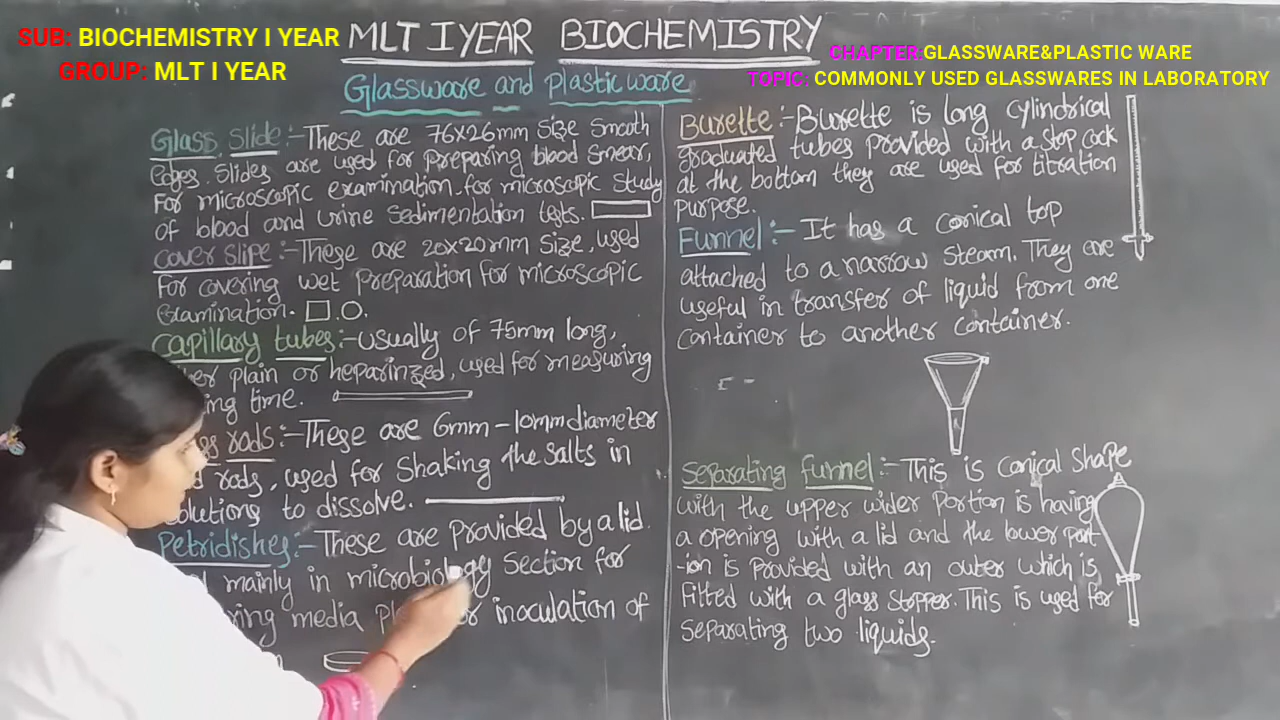 SUB: BIOCHEMISTRY I YEAR
GROUP: MLT I YEAR
MLT I YEAR BIOCHEMISTRY
CHAPTER:GLASSWARE&PLASTIC WARE
TOPIC: COMMONLY USED GLASSWARES IN LABORATORY
Glassware and plastic ware
Glass Slide:- These are 76x26mm size smooth
Edges. Slides are used for preparing blood smear,
For microscopic examination. for microscopic study
of blood and urine sedimentation tests.
cover slips:- These are 20x20mm size, used
For covering wet preparation for microscopic
Examination.
capillary tubes:- usually of 75mm long,
plain or heparinized, used for measuring
time.
rods:- These are 6mm-10mm diameter
rods, used for shaking the salts in
solutions to dissolve.
Petridishes:- These are provided by a lid.
mainly in microbiology section for
media inoculation of
Burette:- Burette is long cylindrical
graduated tubes provided with a stop cock
at the bottom they are used for titration
purpose.
Funnel:- It has a conical top
attached to a narrow steam. They are
useful in transfer of liquid from one
container to another container.
Separating funnel:- This is conical shape
with the upper wider portion is having
a opening with a lid and the lower port
-ion is provided with an outer which is
fitted with a glass stopper. This is used for
separating two liquids.